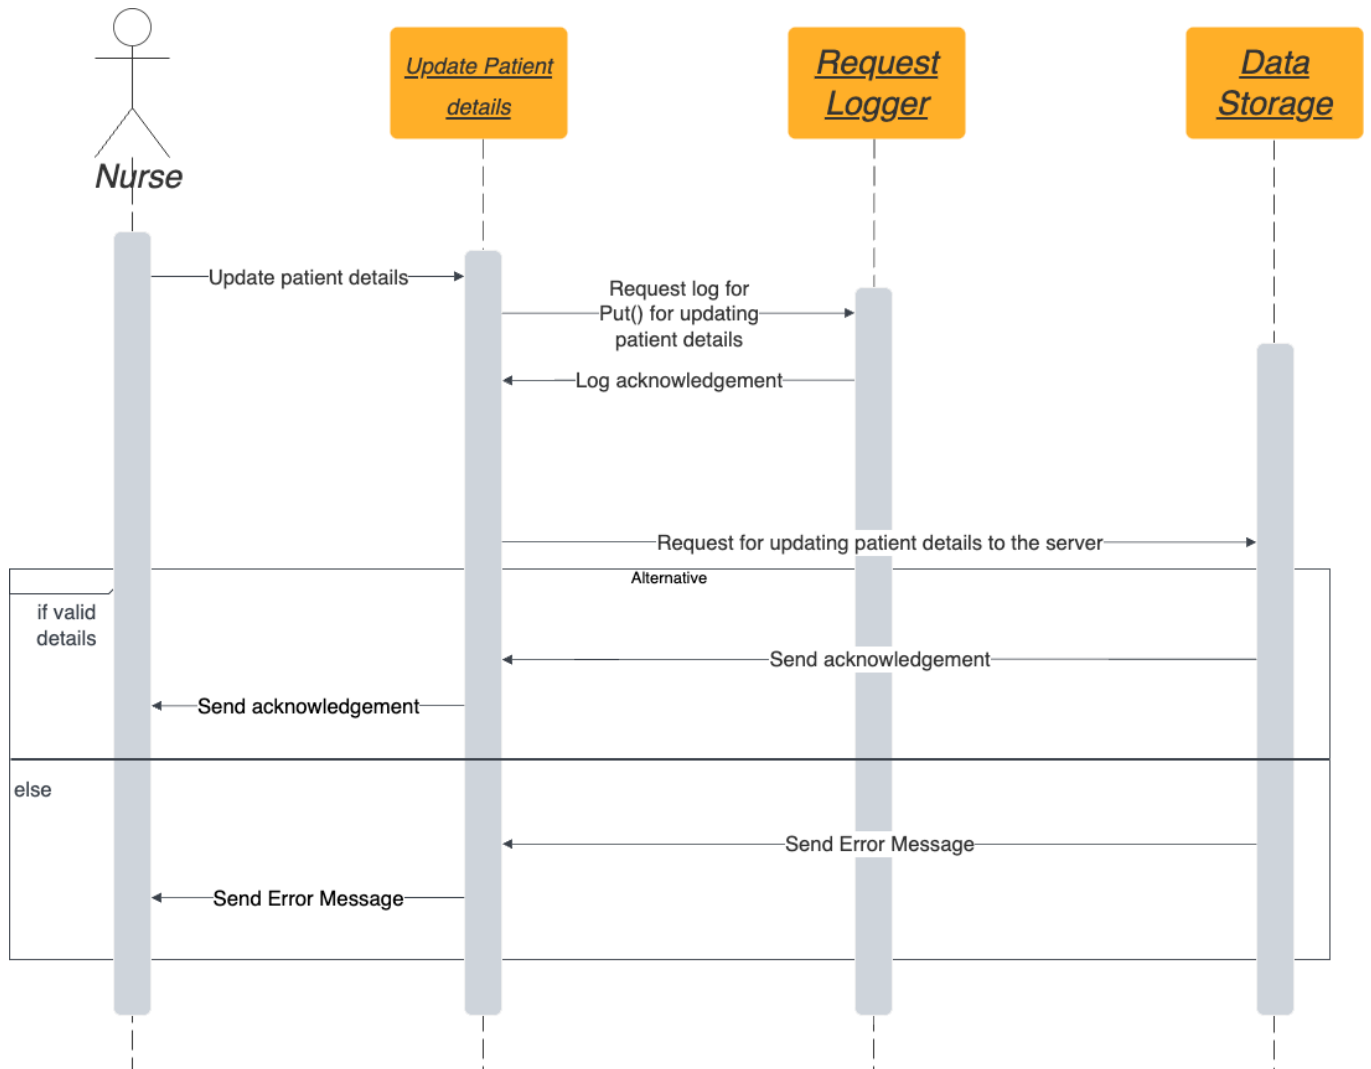 Nurse
Update Patient
details
Request
Logger
Data
Storage
Update patient details
Request log for
Put() for updating
patient details
Log acknowledgement
Request for updating patient details to the server
Alternative
if valid
details
Send acknowledgement
Send acknowledgement
else
Send Error Message
Send Error Message